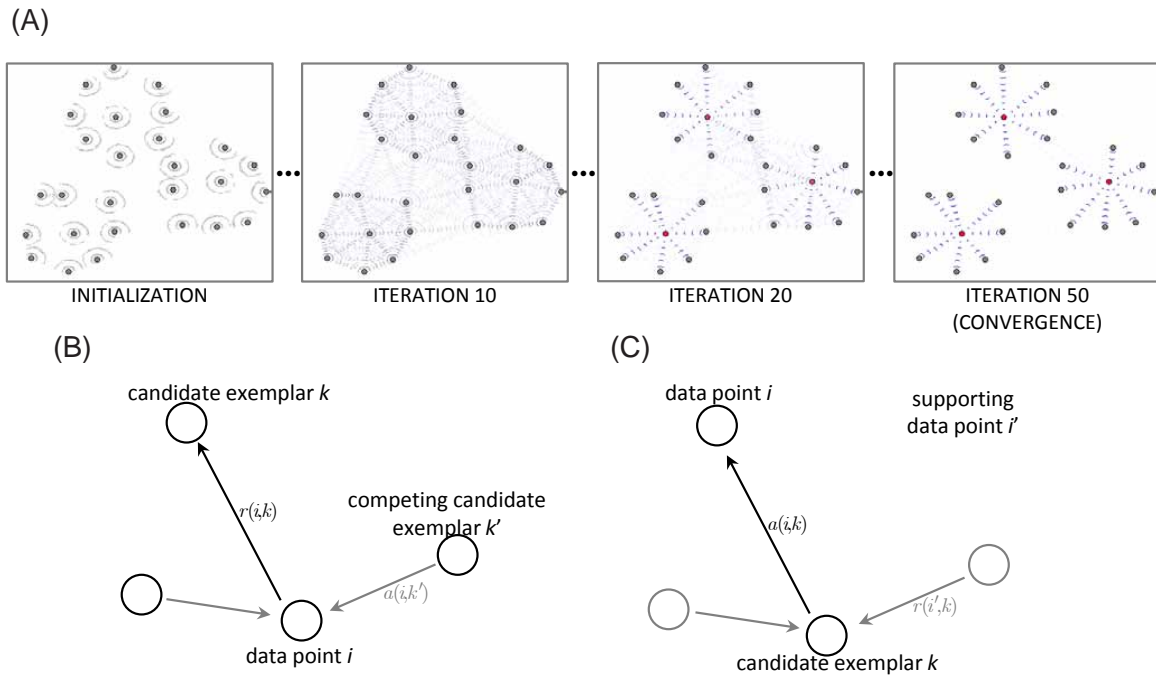 (A)
INITIALIZATION
ITERATION 10
ITERATION 20
ITERATION 50
(CONVERGENCE)
(B)
candidate exemplar k
r(i,k)
competing candidate
exemplar k'
a(i,k′)
data point i
(C)
data point i
supporting
data point i'
a(i,k)
r(i′,k)
candidate exemplar k